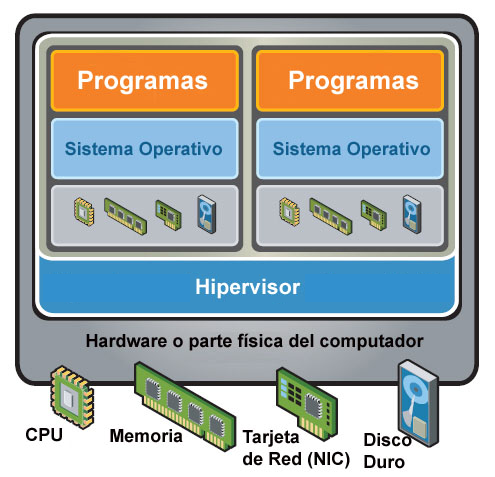 Programas
Programas
Sistema Operativo
Sistema Operativo
Hipervisor
Hardware o parte física del computador
CPU
Memoria
Tarjeta
de Red (NIC)
Disco
Duro